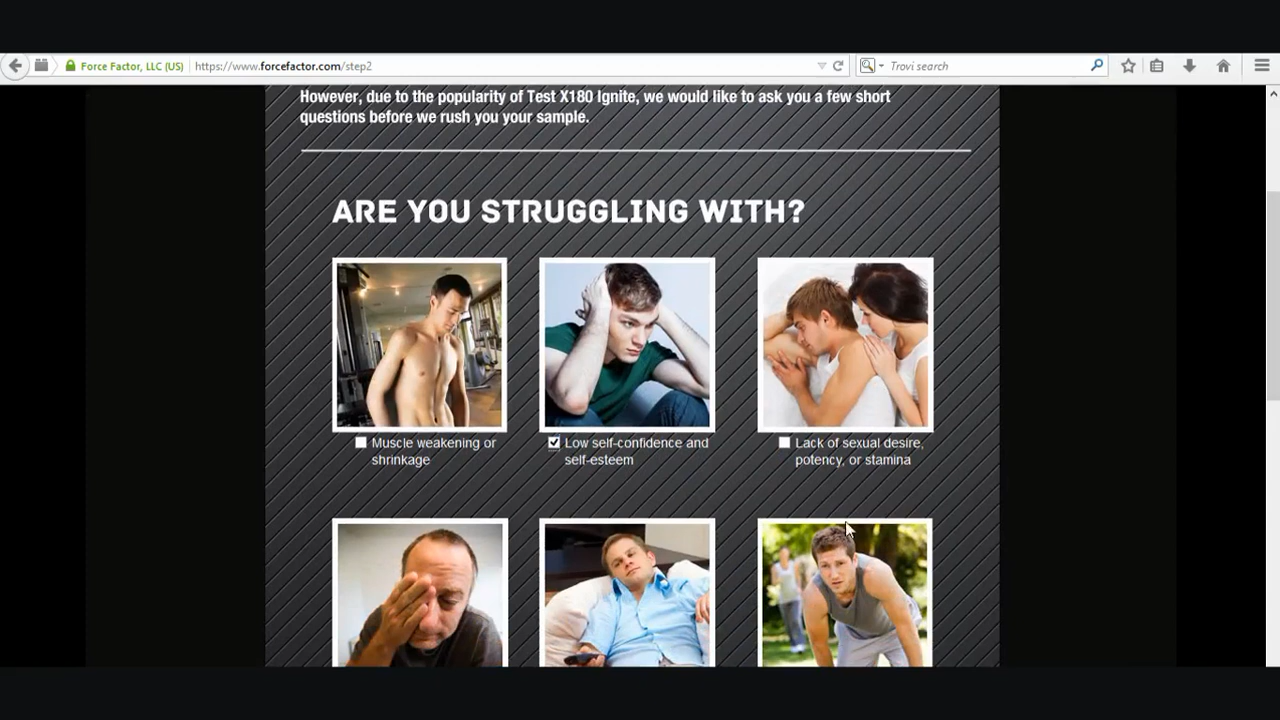 Force Factor, LLC (US)
https://www.forcefactor.com/step2
Trovi search
However, due to the popularity of Test X180 Ignite, we would like to ask you a few short
questions before we rush you your sample.
ARE YOU STRUGGLING WITH?
Muscle weakening or
shrinkage
Low self-confidence and
self-esteem
Lack of sexual desire,
potency, or stamina